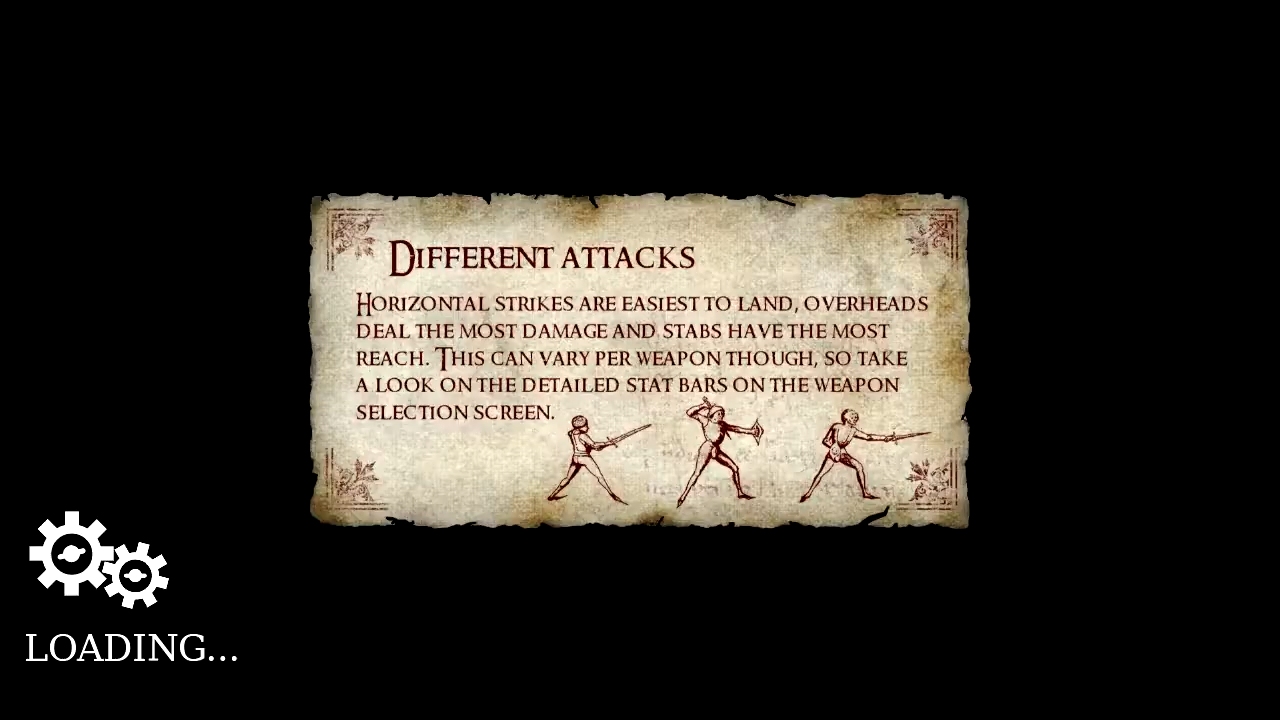 DIFFERENT ATTACKS
HORIZONTAL STRIKES ARE EASIEST TO LAND, OVERHEADS
DEAL THE MOST DAMAGE AND STABS HAVE THE MOST
REACH. THIS CAN VARY PER WEAPON THOUGH, SO TAKE
A LOOK ON THE DETAILED STAT BARS ON THE WEAPON
SELECTION SCREEN.
LOADING...